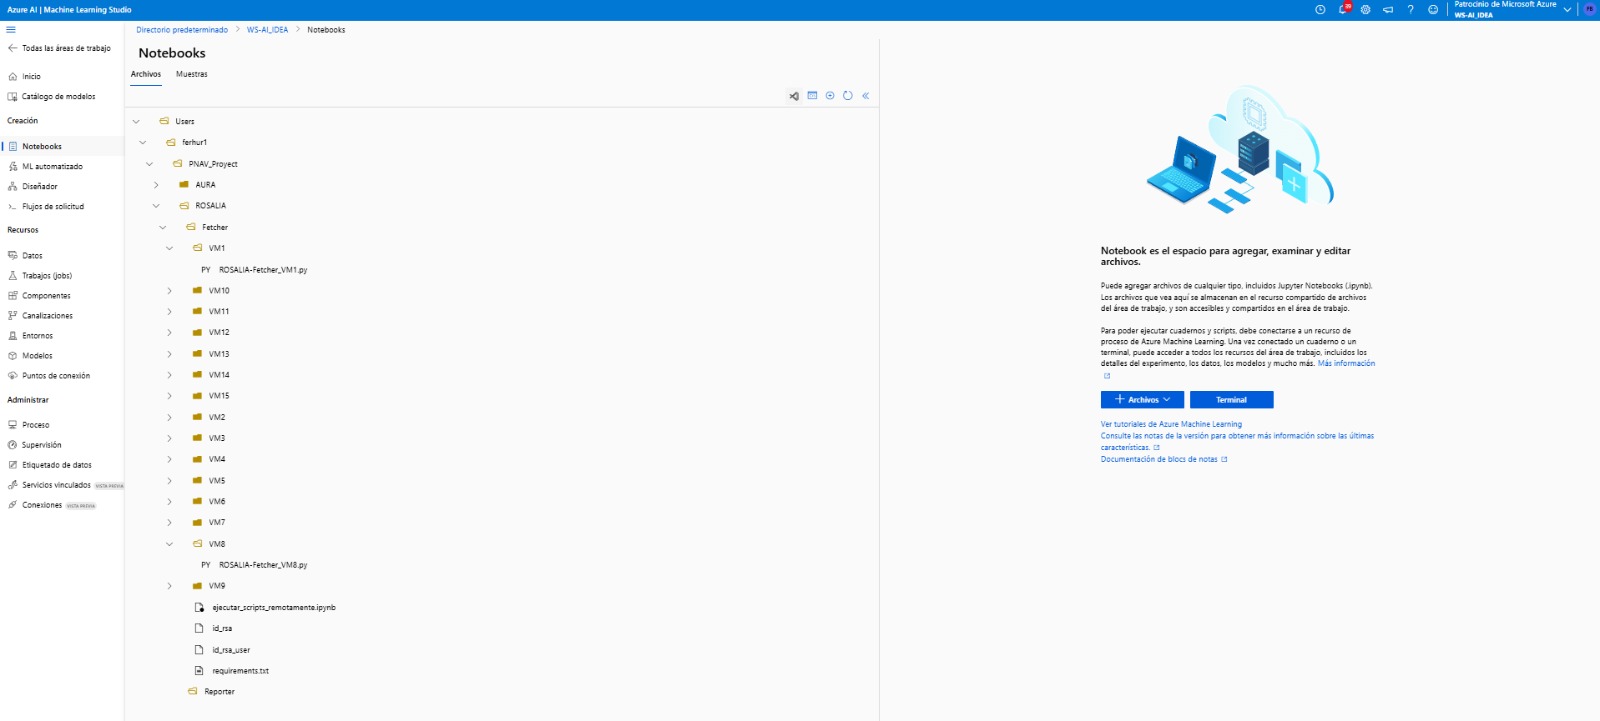 Azure AI | Machine Learning Studio
39
Patrocinio de Microsoft Azure
WS-AI_IDEA
FB
Directorio predeterminado > WS-AI_IDEA > Notebooks
Todas las áreas de trabajo
Inicio
Catálogo de modelos
Creación
Notebooks
ML automatizado
Diseñador
Flujos de solicitud
Recursos
Datos
Trabajos (jobs)
Componentes
Canalizaciones
Entornos
Modelos
Puntos de conexión
Administrar
Proceso
Supervisión
Etiquetado de datos
Servicios vinculados VISTA PREVIA
Conexiones VISTA PREVIA
Notebooks
Archivos
Muestras
Users
ferhur1
PNAV_Proyect
AURA
ROSALIA
Fetcher
VM1
PY ROSALIA-Fetcher_VM1.py
VM10
VM11
VM12
VM13
VM14
VM15
VM2
VM3
VM4
VM5
VM6
VM7
VM8
PY ROSALIA-Fetcher_VM8.py
VM9
ejecutar_scripts_remotamente.ipynb
id_rsa
id_rsa_user
requirements.txt
Reporter
Notebook es el espacio para agregar, examinar y editar
archivos.
Puede agregar archivos de cualquier tipo, incluidos Jupyter Notebooks (.ipynb).
Los archivos que vea aquí se almacenan en el recurso compartido de archivos
del área de trabajo, y son accesibles y compartidos en el área de trabajo.
Para poder ejecutar cuadernos y scripts, debe conectarse a un recurso de
proceso de Azure Machine Learning. Una vez conectado un cuaderno o un
terminal, puede acceder a todos los recursos del área de trabajo, incluidos los
detalles del experimento, los datos, los modelos y mucho más. Más información
Archivos
Terminal
Ver tutoriales de Azure Machine Learning
Consulte las notas de la versión para obtener más información sobre las últimas
características.
Documentación de blocs de notas